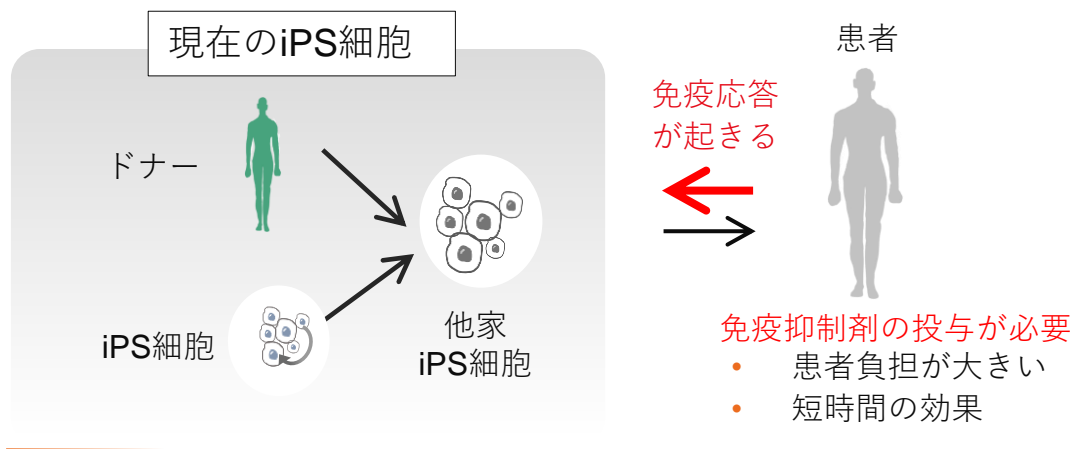 現在のiPS細胞
ドナー
iPS細胞
他家
iPS細胞
患者
免疫応答
が起きる
免疫抑制剤の投与が必要
• 患者負担が大きい
• 短時間の効果